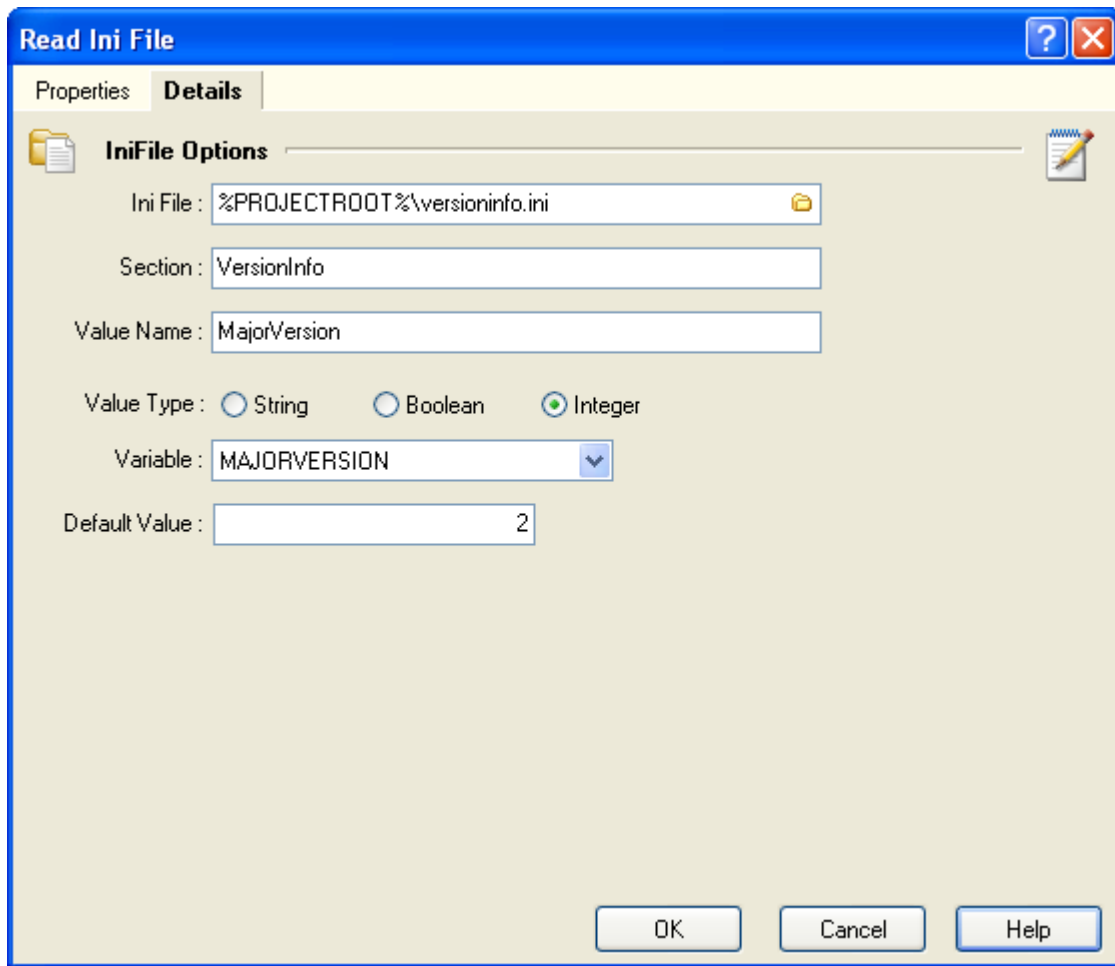 Read Ini File
Properties Details
IniFile Options
Ini File : %PROJECTROOT%\versioninfo.ini
Section : VersionInfo
Value Name : MajorVersion
Value Type : String Boolean Integer
Variable : MAJORVERSION
Default Value : 2
OK Cancel Help